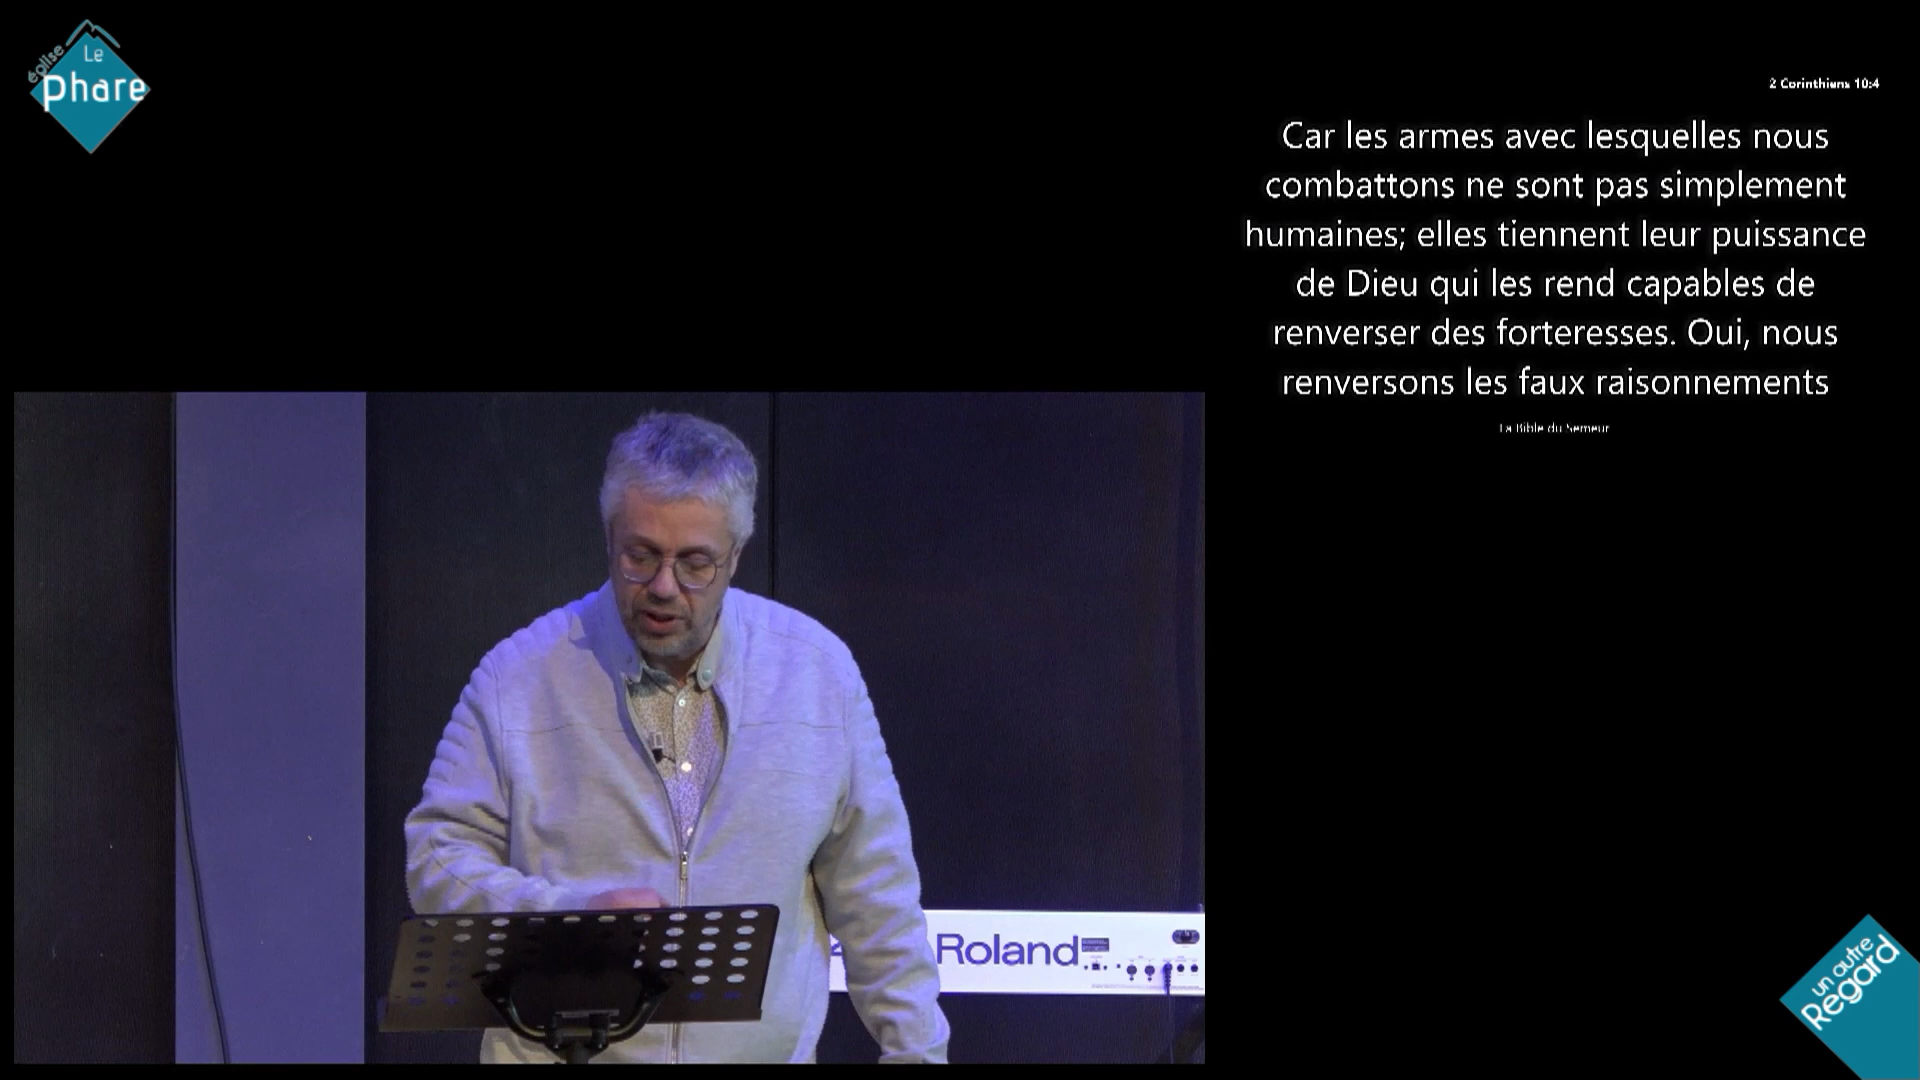 église
Le
Phare
2 Corinthiens 10:4
Car les armes avec lesquelles nous
combattons ne sont pas simplement
humaines; elles tiennent leur puissance
de Dieu qui les rend capables de
renverser des forteresses. Oui, nous
renversons les faux raisonnements
La Bible du Semeur
Roland
un autre
Regard